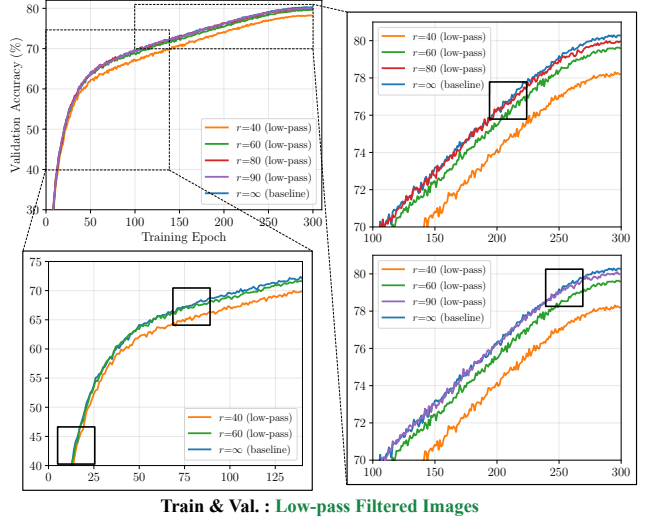 Validation Accuracy (%)
80
70
60
50
40
30
r=40 (low-pass)
r=60 (low-pass)
r=80 (low-pass)
r=90 (low-pass)
r=∞ (baseline)
0 50 100 150 200 250 300
Training Epoch
80
78
76
74
72
70
r=40 (low-pass)
r=60 (low-pass)
r=80 (low-pass)
r=∞ (baseline)
100 150 200 250 300
75
70
65
60
55
50
45
40
r=40 (low-pass)
r=60 (low-pass)
r=∞ (baseline)
0 25 50 75 100 125
80
78
76
74
72
70
r=40 (low-pass)
r=60 (low-pass)
r=90 (low-pass)
r=∞ (baseline)
100 150 200 250 300
Train & Val. : Low-pass Filtered Images